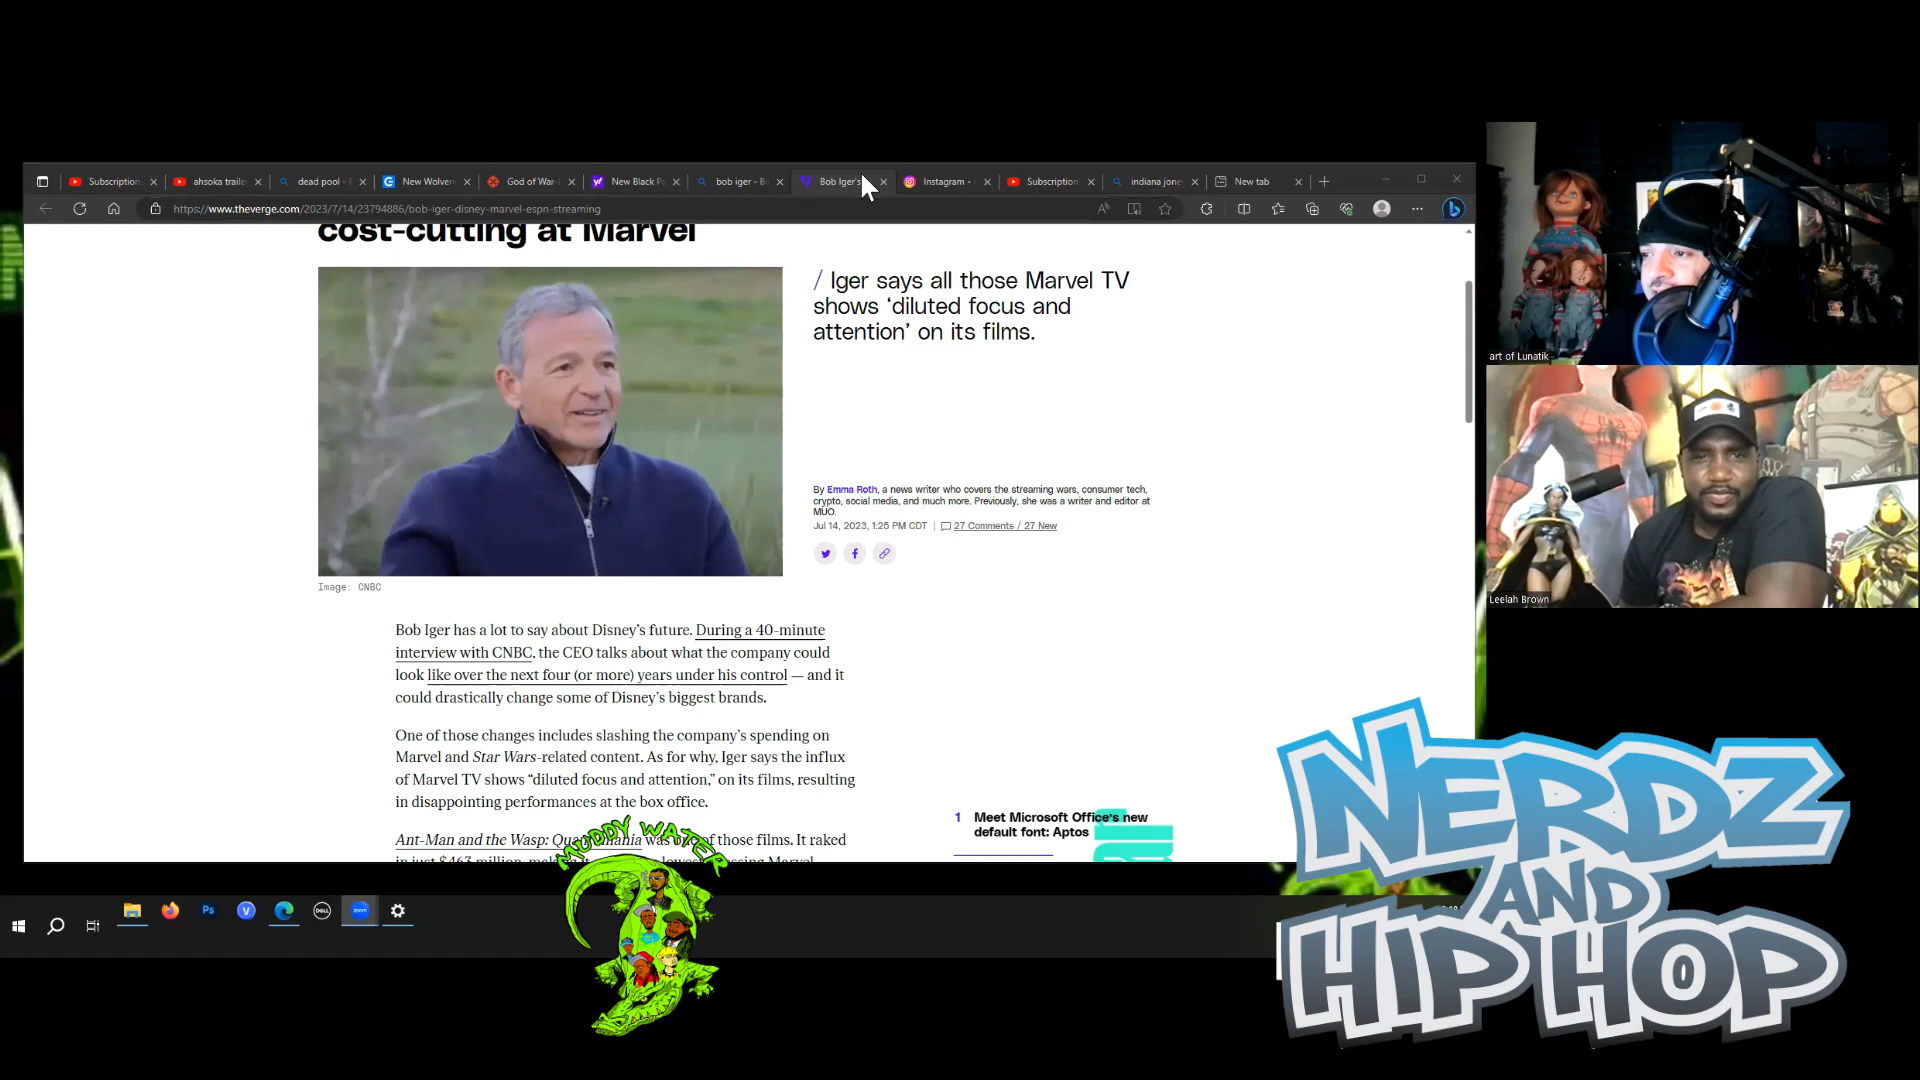 Subscription
ahsoka traile
dead pool -
New Wolveri
God of War
New Black P
bob iger - B
Bob Iger's
Instagram •
Subscription
indiana jone
New tab
https://www.theverge.com/2023/7/14/23794886/bob-iger-disney-marvel-espn-streaming
cost-cutting at Marvel
/ Iger says all those Marvel TV
shows ‘diluted focus and
attention’ on its films.
By Emma Roth, a news writer who covers the streaming wars, consumer tech,
crypto, social media, and much more. Previously, she was a writer and editor at
MUO.
Jul 14, 2023, 1:25 PM CDT | 27 Comments / 27 New
Image: CNBC
Bob Iger has a lot to say about Disney’s future. During a 40-minute
interview with CNBC, the CEO talks about what the company could
look like over the next four (or more) years under his control — and it
could drastically change some of Disney’s biggest brands.
One of those changes includes slashing the company’s spending on
Marvel and Star Wars-related content. As for why, Iger says the influx
of Marvel TV shows “diluted focus and attention,” on its films, resulting
in disappointing performances at the box office.
Ant-Man and the Wasp: was of those films. It raked
in just $463 million,
1 Meet Microsoft Office’s new
default font: Aptos
art of Lunatik
Leelah Brown
MUDDY WATER
NERDZ
AND
HIP HOP
Ps
V
DELL
zoom